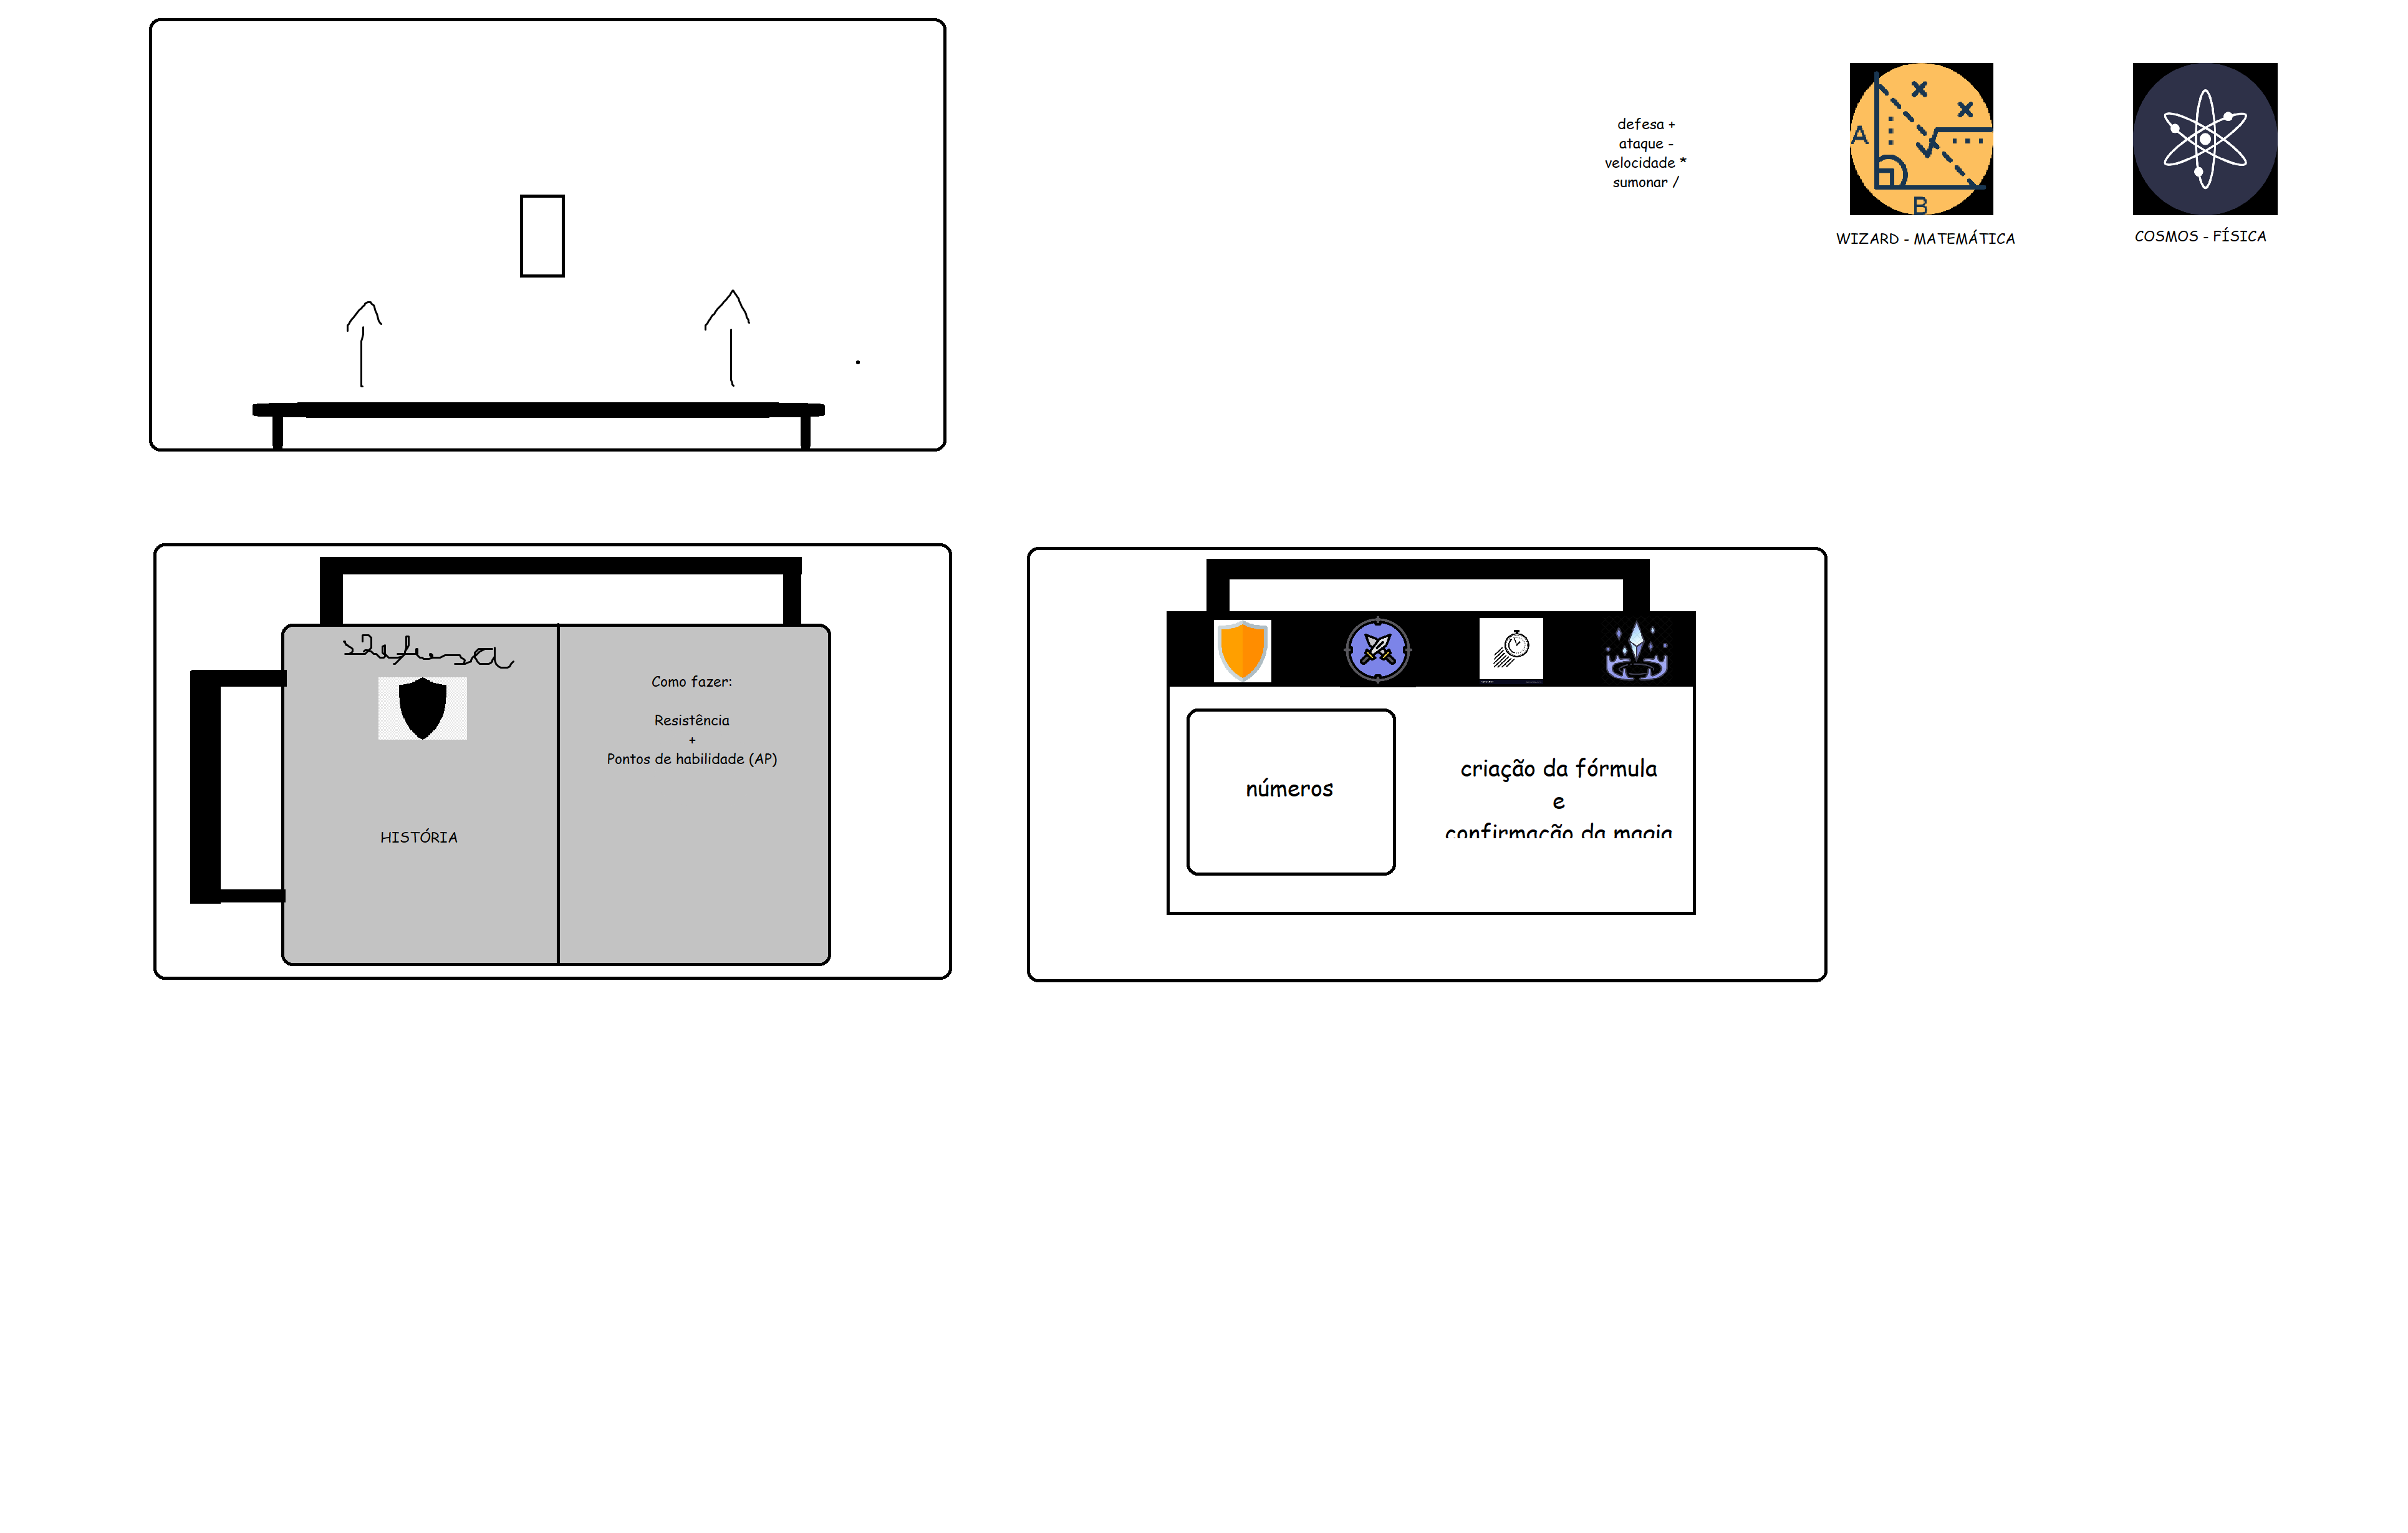 defesa +
ataque -
velocidade *
sumonar /
A
B
WIZARD - MATEMÁTICA
COSMOS - FÍSICA
Defesa
HISTÓRIA
Como fazer:
Resistência
+
Pontos de habilidade (AP)
números
criação da fórmula
e
confirmação da magia